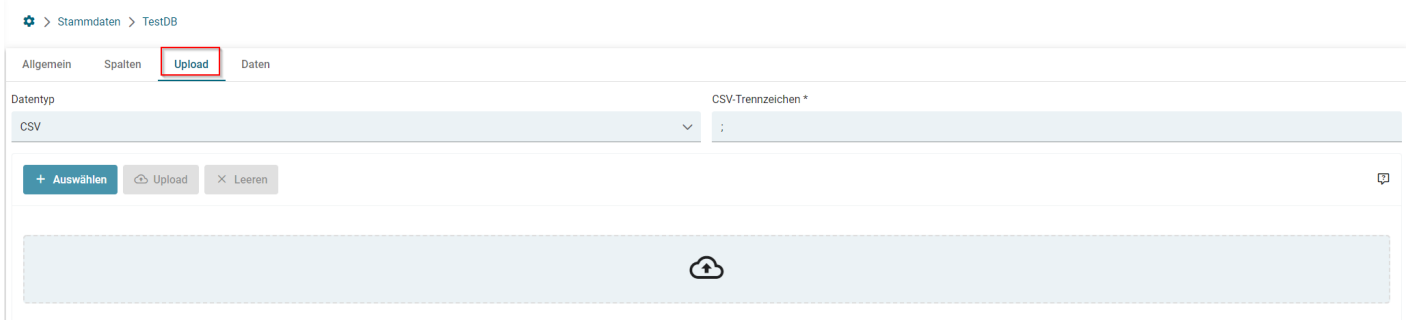 Stammdaten > TestDB
Allgemein Spalten Upload Daten
Datentyp CSV-Trennzeichen *
CSV ;
+ Auswählen Upload Leeren